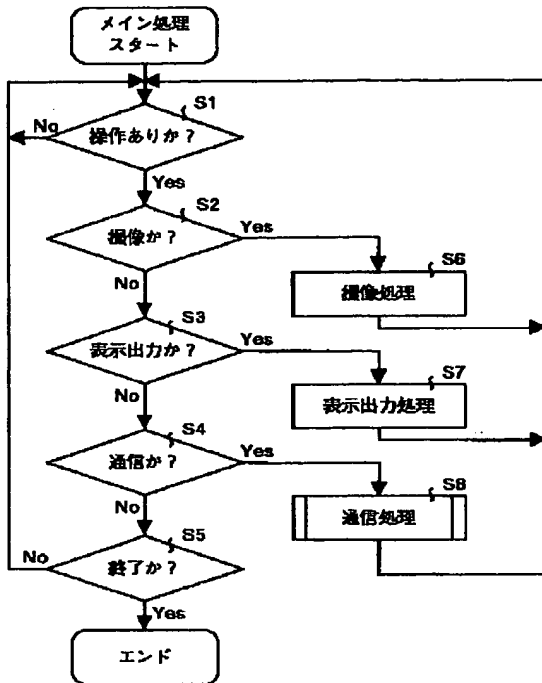 メイン処理
スタート
S1
No
操作ありか?
Yes
S2
撮像か?
Yes
No
S6
撮像処理
S3
表示出力か?
Yes
No
S7
表示出力処理
S4
通信か?
Yes
No
S8
通信処理
S5
No
終了か?
Yes
エンド